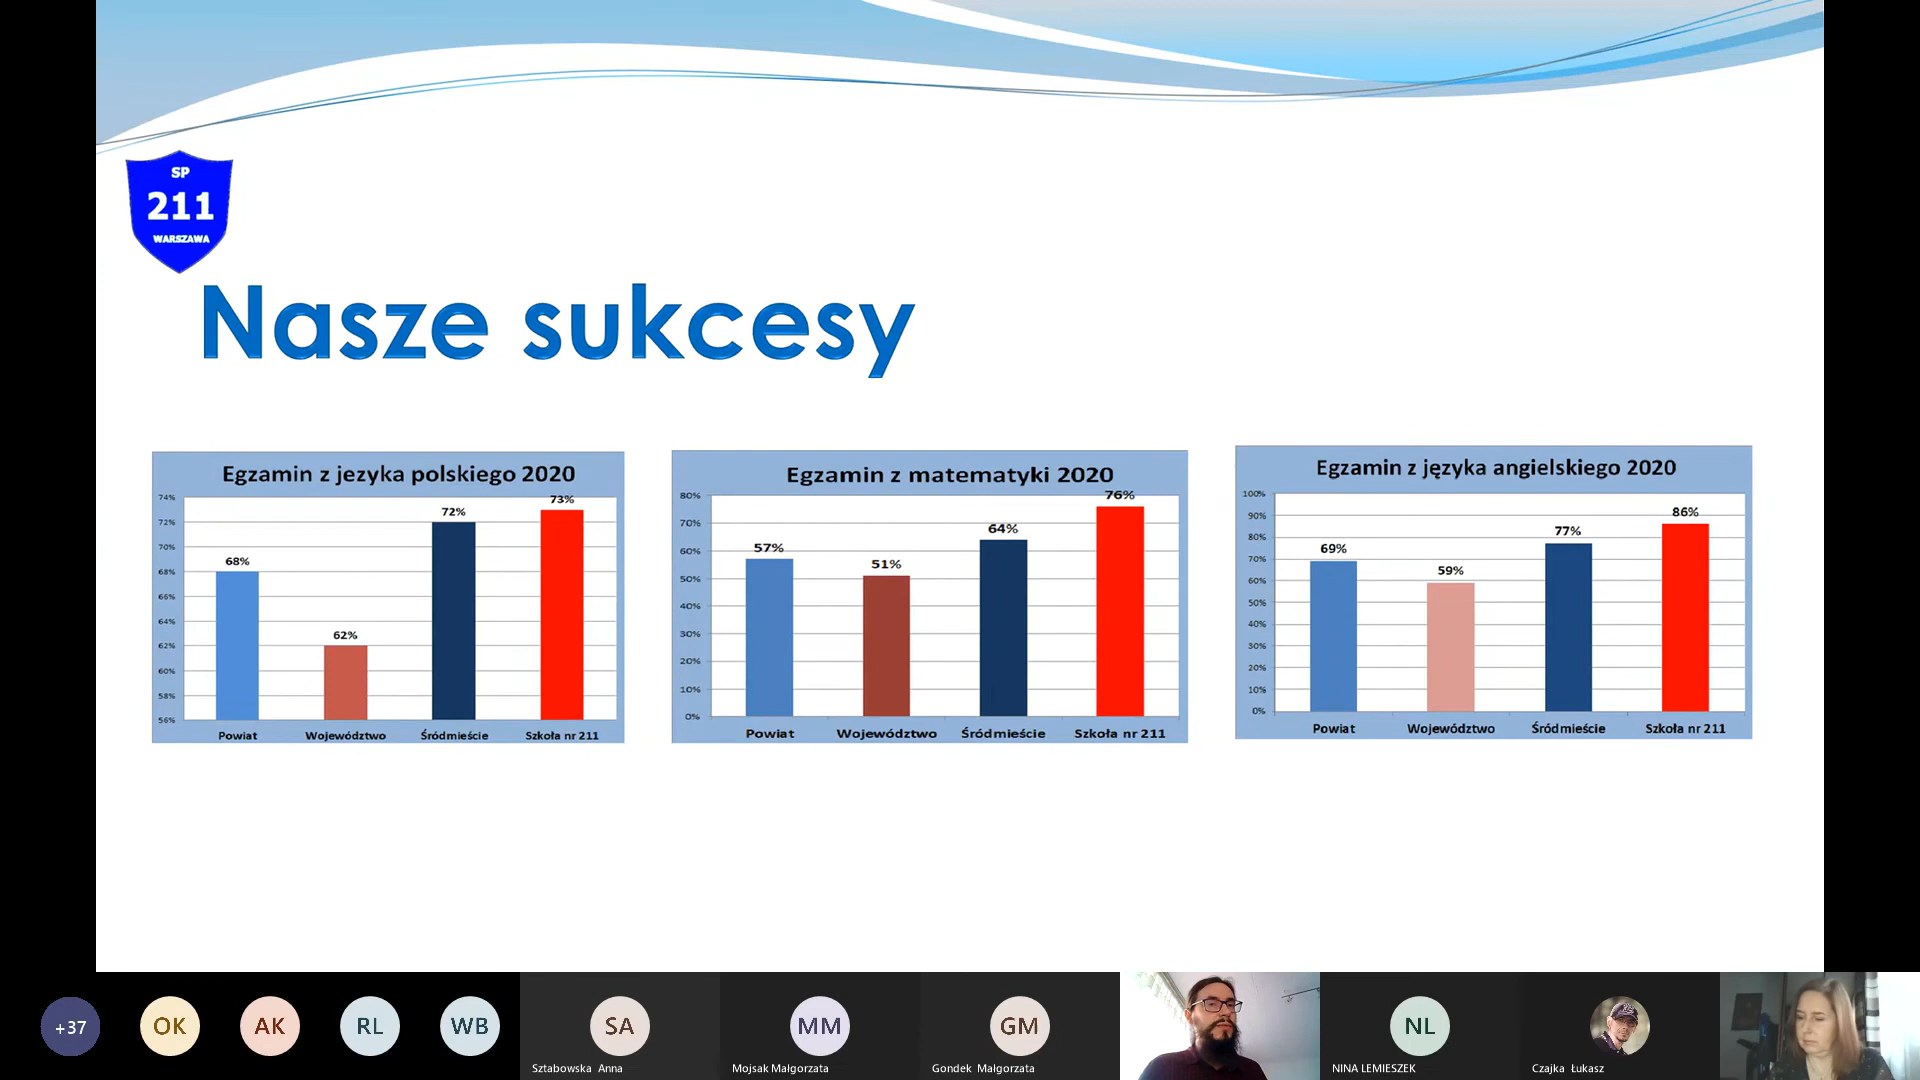 SP
211
WARSZAWA
Nasze sukcesy
Egzamin z jezyka polskiego 2020
74%
72%
70%
68%
66%
64%
62%
60%
58%
56%
68%
62%
72%
73%
Powiat
Województwo
Śródmieście
Szkoła nr 211
Egzamin z matematyki 2020
80%
70%
60%
50%
40%
30%
20%
10%
0%
57%
51%
64%
76%
Powiat
Województwo
Śródmieście
Szkoła nr 211
Egzamin z języka angielskiego 2020
100%
90%
80%
70%
60%
50%
40%
30%
20%
10%
0%
69%
59%
77%
86%
Powiat
Województwo
Śródmieście
Szkoła nr 211
+37
OK
AK
RL
WB
SA
Sztabowska Anna
MM
Mojsak Małgorzata
GM
Gondek Małgorzata
NL
NINA LEMIESZEK
Czajka Łukasz